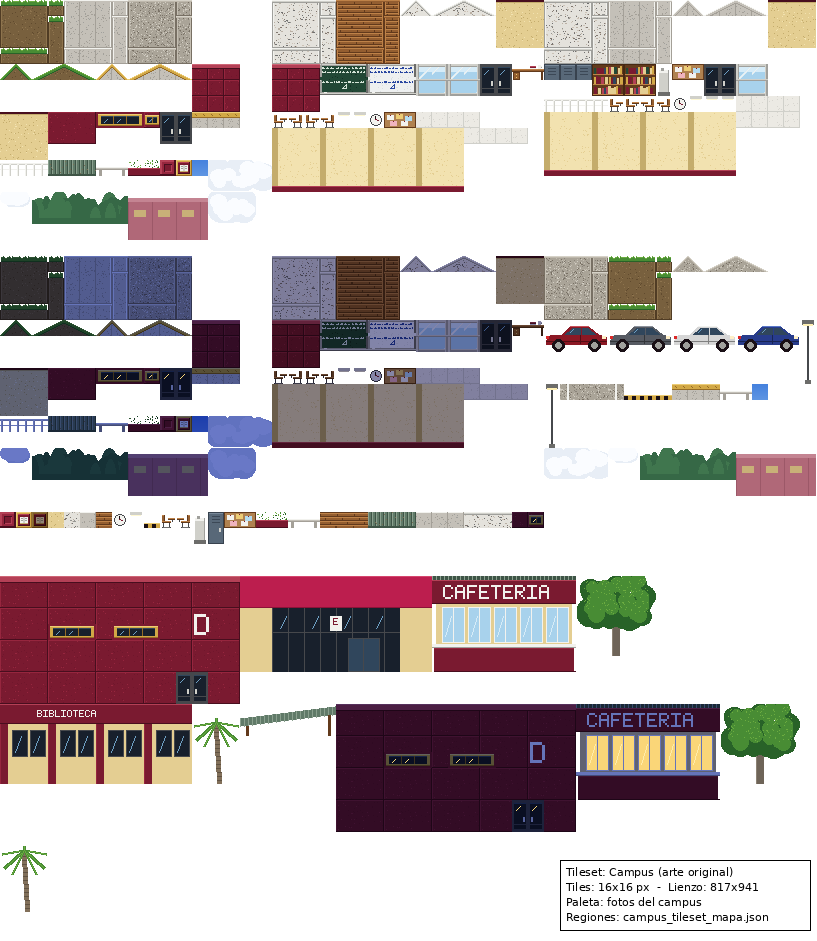 CAFETERIA
D
E
BIBLIOTECA
CAFETERIA
D
Tileset: Campus (arte original)
Tiles: 16x16 px - Lienzo: 817x941
Paleta: fotos del campus
Regiones: campus_tileset_mapa.json